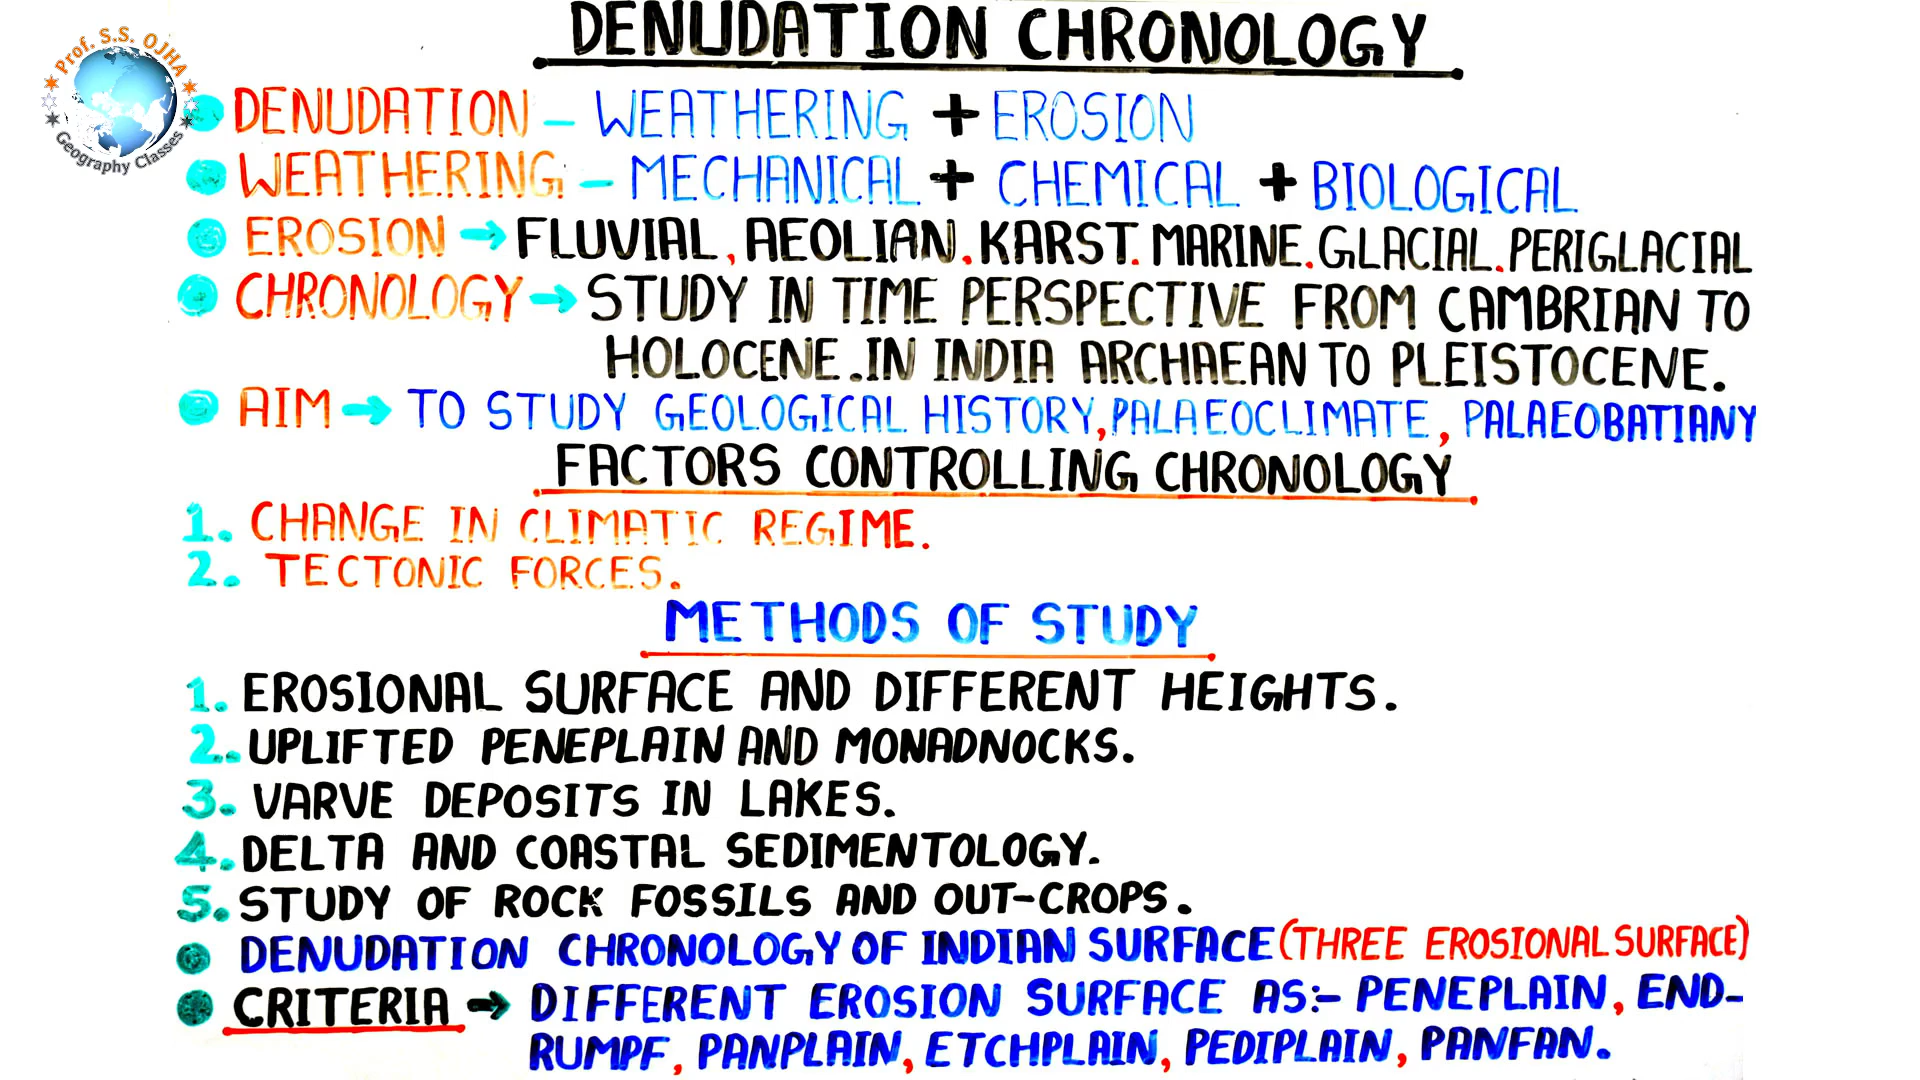 DENUDATION CHRONOLOGY
Prof. S.S. OJHA
Geography Classes
DENUDATION – WEATHERING + EROSION
WEATHERING – MECHANICAL + CHEMICAL + BIOLOGICAL
EROSION → FLUVIAL, AEOLIAN, KARST. MARINE. GLACIAL. PERIGLACIAL
CHRONOLOGY → STUDY IN TIME PERSPECTIVE FROM CAMBRIAN TO
HOLOCENE. IN INDIA ARCHAEAN TO PLEISTOCENE.
AIM → TO STUDY GEOLOGICAL HISTORY, PALAEOCLIMATE, PALAEOBATIANY
FACTORS CONTROLLING CHRONOLOGY
1. CHANGE IN CLIMATIC REGIME.
2. TECTONIC FORCES.
METHODS OF STUDY
1. EROSIONAL SURFACE AND DIFFERENT HEIGHTS.
2. UPLIFTED PENEPLAIN AND MONADNOCKS.
3. VARVE DEPOSITS IN LAKES.
4. DELTA AND COASTAL SEDIMENTOLOGY.
5. STUDY OF ROCK FOSSILS AND OUT-CROPS.
DENUDATION CHRONOLOGY OF INDIAN SURFACE (THREE EROSIONAL SURFACE)
CRITERIA → DIFFERENT EROSION SURFACE AS:- PENEPLAIN, END-
RUMPF, PANPLAIN, ETCHPLAIN, PEDIPLAIN, PANFAN.